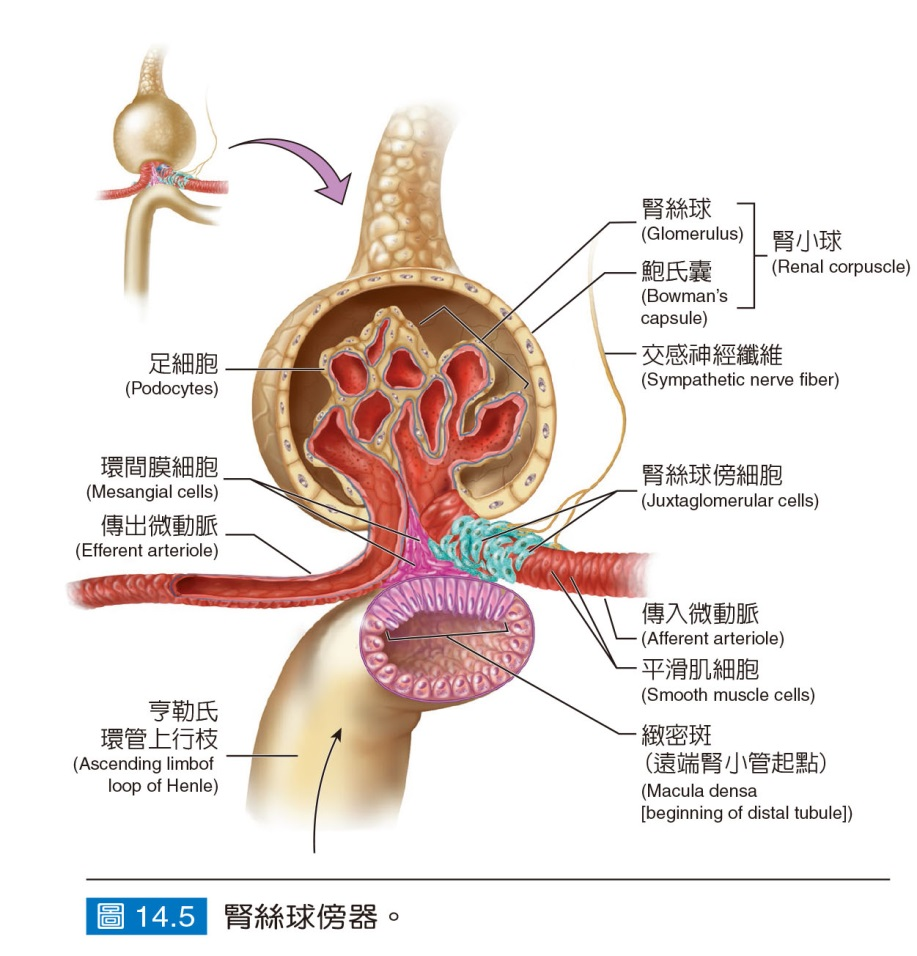 腎絲球
(Glomerulus)
鮑氏囊
(Bowman's
capsule)
腎小球
(Renal corpuscle)
交感神經纖維
(Sympathetic nerve fiber)
足細胞
(Podocytes)
環間膜細胞
(Mesangial cells)
傳出微動脈
(Efferent arteriole)
腎絲球傍細胞
(Juxtaglomerular cells)
傳入微動脈
(Afferent arteriole)
平滑肌細胞
(Smooth muscle cells)
亨勒氏
環管上行枝
(Ascending limbof
loop of Henle)
緻密斑
（遠端腎小管起點）
(Macula densa
[beginning of distal tubule])
圖 14.5 腎絲球傍器。